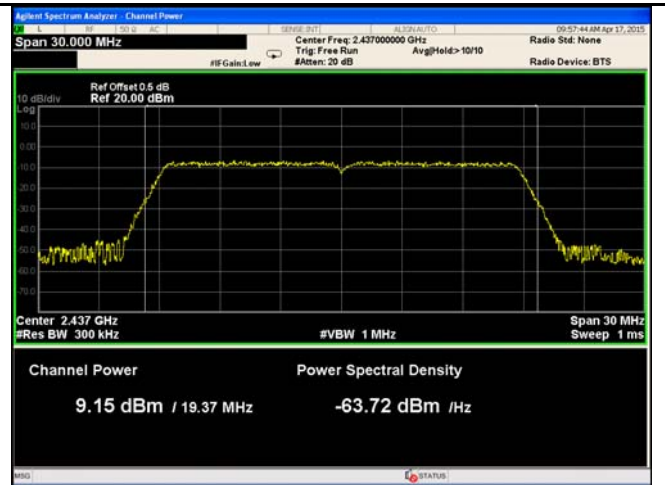 Agilent Spectrum Analyzer - Channel Power
L RF 50 Ω AC SENSE:INT ALIGN AUTO 09:57:44 AM Apr 17, 2015
Span 30.000 MHz Center Freq: 2.437000000 GHz Radio Std: None
Trig: Free Run Avg|Hold:>10/10
#IFGain:Low #Atten: 20 dB Radio Device: BTS
Ref Offset 0.5 dB
10 dB/div Ref 20.00 dBm
Log
10.0
0.00
-10.0
-20.0
-30.0
-40.0
-50.0
-60.0
-70.0
Center 2.437 GHz Span 30 MHz
#Res BW 300 kHz #VBW 1 MHz Sweep 1 ms
Channel Power Power Spectral Density
9.15 dBm / 19.37 MHz -63.72 dBm /Hz
MSG STATUS